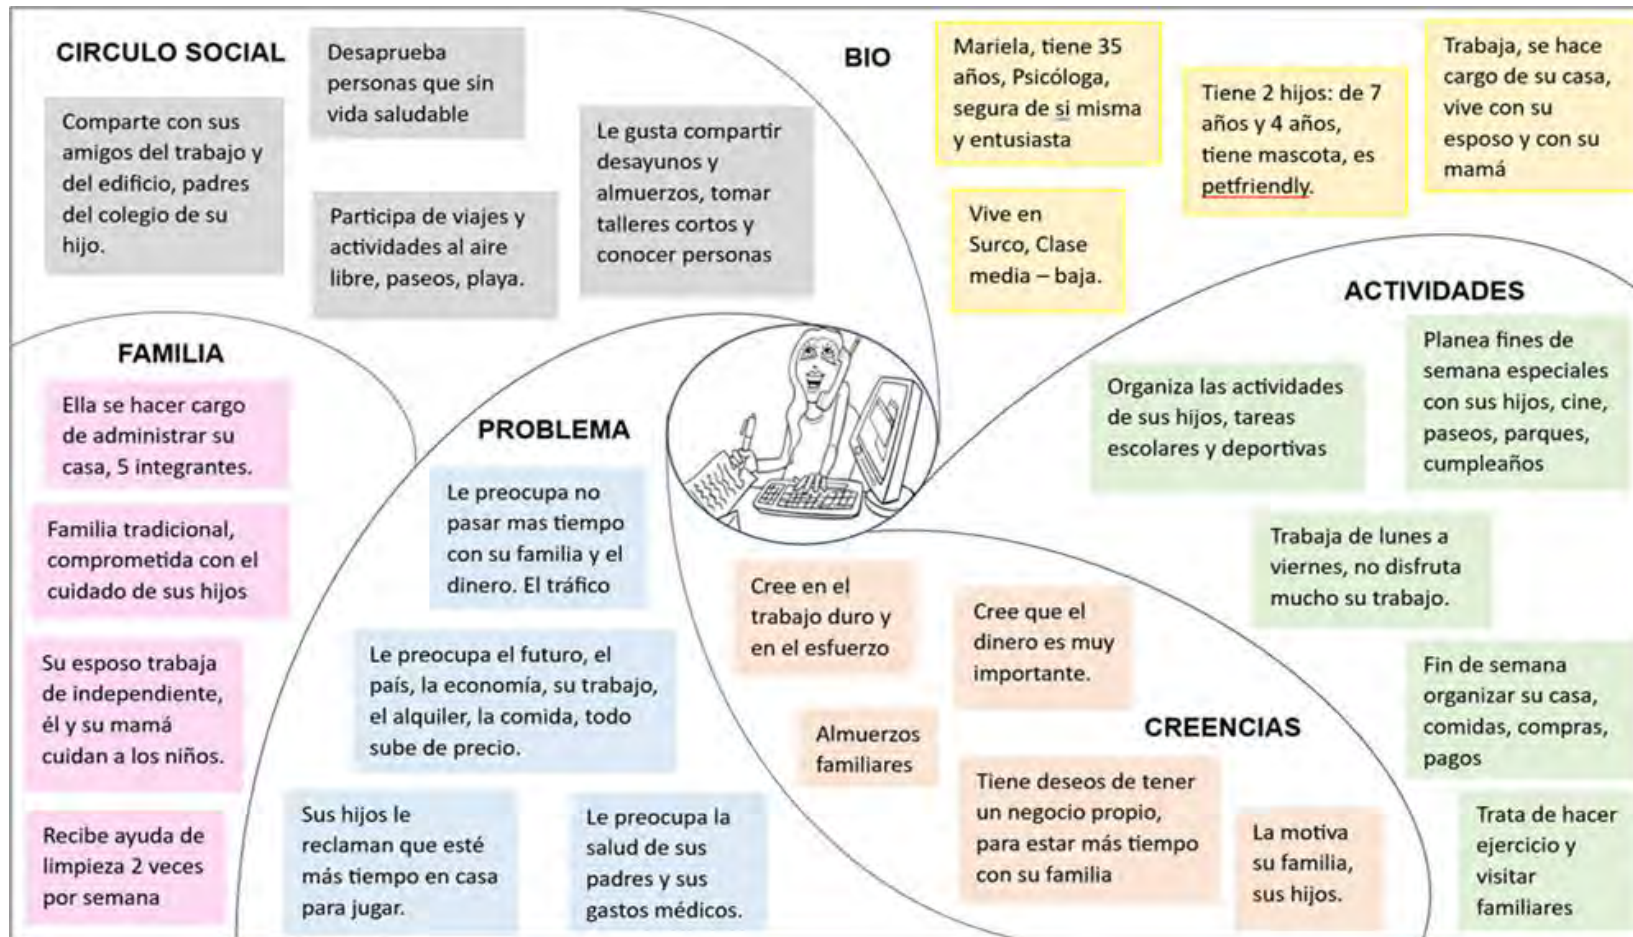 CIRCULO SOCIAL
Desaprueba
personas que sin
vida saludable
Comparte con sus
amigos del trabajo y
del edificio, padres
del colegio de su
hijo.
Participa de viajes y
actividades al aire
libre, paseos, playa.
Le gusta compartir
desayunos y
almuerzos, tomar
talleres cortos y
conocer personas
BIO
Mariela, tiene 35
años, Psicóloga,
segura de si misma
y entusiasta
Tiene 2 hijos: de 7
años y 4 años,
tiene mascota, es
petfriendly.
Trabaja, se hace
cargo de su casa,
vive con su
esposo y con su
mamá
Vive en
Surco, Clase
media – baja.
FAMILIA
Ella se hacer cargo
de administrar su
casa, 5 integrantes.
Familia tradicional,
comprometida con el
cuidado de sus hijos
Su esposo trabaja
de independiente,
él y su mamá
cuidan a los niños.
Recibe ayuda de
limpieza 2 veces
por semana
PROBLEMA
Le preocupa no
pasar mas tiempo
con su familia y el
dinero. El tráfico
Le preocupa el futuro, el
país, la economía, su trabajo,
el alquiler, la comida, todo
sube de precio.
Sus hijos le
reclaman que esté
más tiempo en casa
para jugar.
Le preocupa la
salud de sus
padres y sus
gastos médicos.
CREENCIAS
Cree en el
trabajo duro y
en el esfuerzo
Cree que el
dinero es muy
importante.
Almuerzos
familiares
Tiene deseos de tener
un negocio propio,
para estar más tiempo
con su familia
La motiva
su familia,
sus hijos.
ACTIVIDADES
Organiza las actividades
de sus hijos, tareas
escolares y deportivas
Planea fines de
semana especiales
con sus hijos, cine,
paseos, parques,
cumpleaños
Trabaja de lunes a
viernes, no disfruta
mucho su trabajo.
Fin de semana
organizar su casa,
comidas, compras,
pagos
Trata de hacer
ejercicio y
visitar
familiares